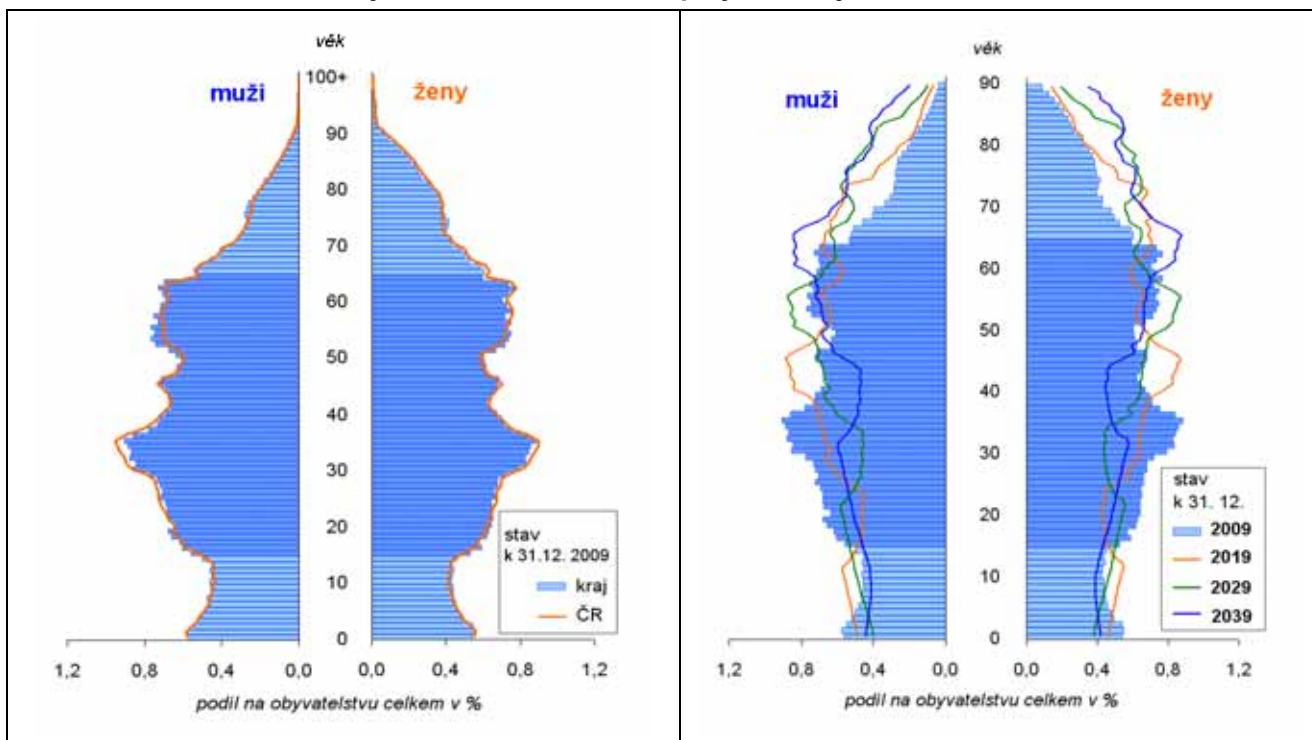 věk
muži
ženy
100+
90
80
70
60
50
40
30
20
10
0
stav
k 31.12. 2009
kraj
ČR
1,2
0,8
0,4
0,0
0,0
0,4
0,8
1,2
podíl na obyvatelstvu celkem v %
věk
muži
ženy
90
80
70
60
50
40
30
20
10
0
stav
k 31. 12.
2009
2019
2029
2039
1,2
0,8
0,4
0,0
0,0
0,4
0,8
1,2
podíl na obyvatelstvu celkem v %